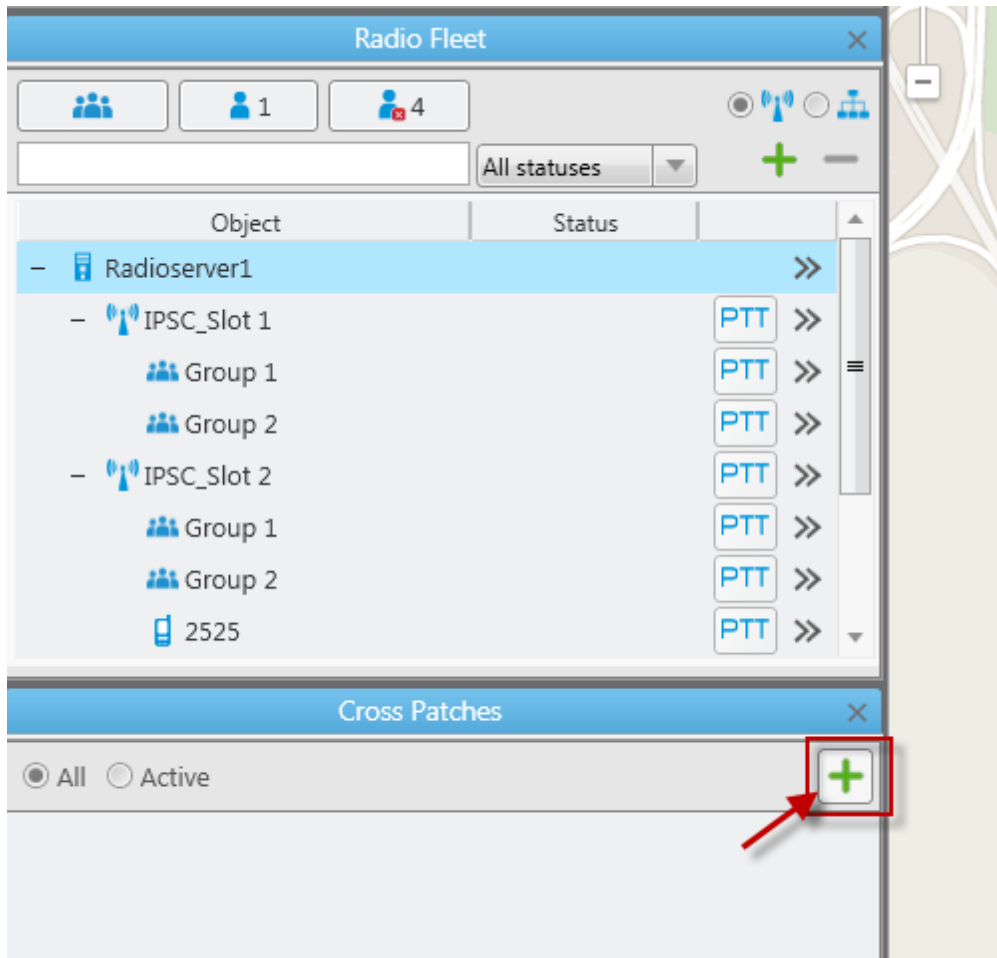 Radio Fleet
1 4
All statuses
Object Status
Radioserver1
IPSC_Slot 1 PTT
Group 1 PTT
Group 2 PTT
IPSC_Slot 2 PTT
Group 1 PTT
Group 2 PTT
2525 PTT
Cross Patches
All Active